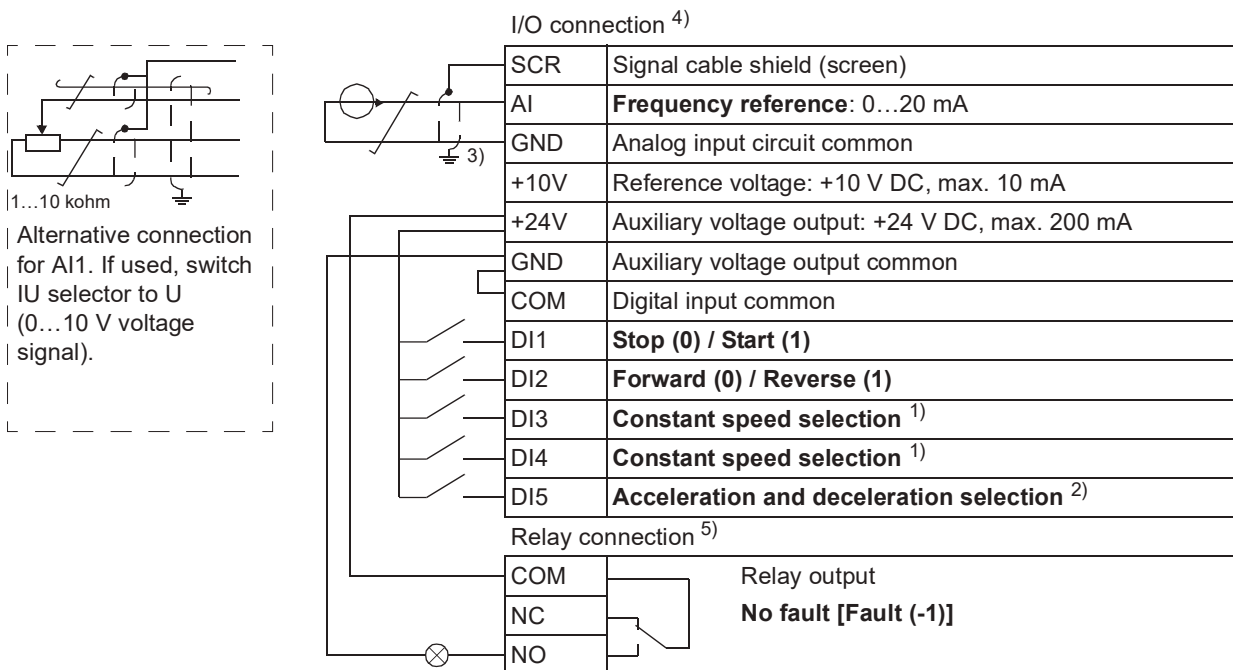 I/O connection 4)
SCR Signal cable shield (screen)
AI Frequency reference: 0…20 mA
GND Analog input circuit common
3)
+10V Reference voltage: +10 V DC, max. 10 mA
+24V Auxiliary voltage output: +24 V DC, max. 200 mA
GND Auxiliary voltage output common
COM Digital input common
DI1 Stop (0) / Start (1)
DI2 Forward (0) / Reverse (1)
DI3 Constant speed selection 1)
DI4 Constant speed selection 1)
DI5 Acceleration and deceleration selection 2)
Relay connection 5)
COM Relay output
NC No fault [Fault (-1)]
NO
1…10 kohm
Alternative connection
for AI1. If used, switch
IU selector to U
(0…10 V voltage
signal).